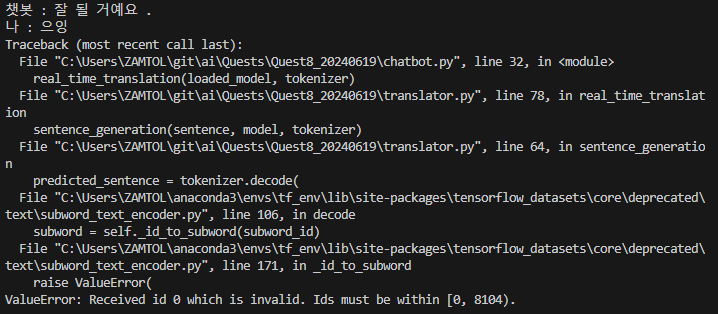 챗봇 : 잘 될 거예요 .
나 : 으잉
Traceback (most recent call last):
  File "C:\Users\ZAMTOL\git\ai\Quests\Quest8_20240619\chatbot.py", line 32, in <module>
    real_time_translation(loaded_model, tokenizer)
  File "C:\Users\ZAMTOL\git\ai\Quests\Quest8_20240619\translator.py", line 78, in real_time_translat
ion
    sentence_generation(sentence, model, tokenizer)
  File "C:\Users\ZAMTOL\git\ai\Quests\Quest8_20240619\translator.py", line 64, in sentence_generatio
n
    predicted_sentence = tokenizer.decode(
  File "C:\Users\ZAMTOL\anaconda3\envs\tf_env\lib\site-packages\tensorflow_datasets\core\deprecated\
text\subword_text_encoder.py", line 106, in decode
    subword = self._id_to_subword(subword_id)
  File "C:\Users\ZAMTOL\anaconda3\envs\tf_env\lib\site-packages\tensorflow_datasets\core\deprecated\
text\subword_text_encoder.py", line 171, in _id_to_subword
    raise ValueError(
ValueError: Received id 0 which is invalid. Ids must be within [0, 8104).